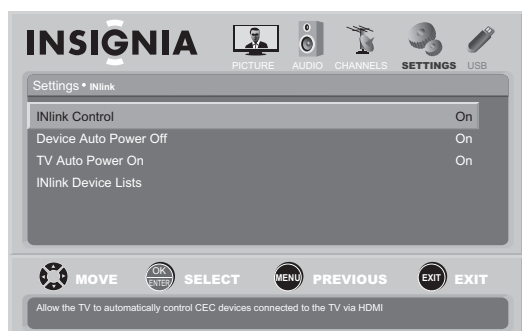 INSIGNIA
PICTURE AUDIO CHANNELS SETTINGS USB
Settings • INlink
INlink Control On
Device Auto Power Off On
TV Auto Power On On
INlink Device Lists
MOVE OK ENTER SELECT MENU PREVIOUS EXIT EXIT
Allow the TV to automatically control CEC devices connected to the TV via HDMI